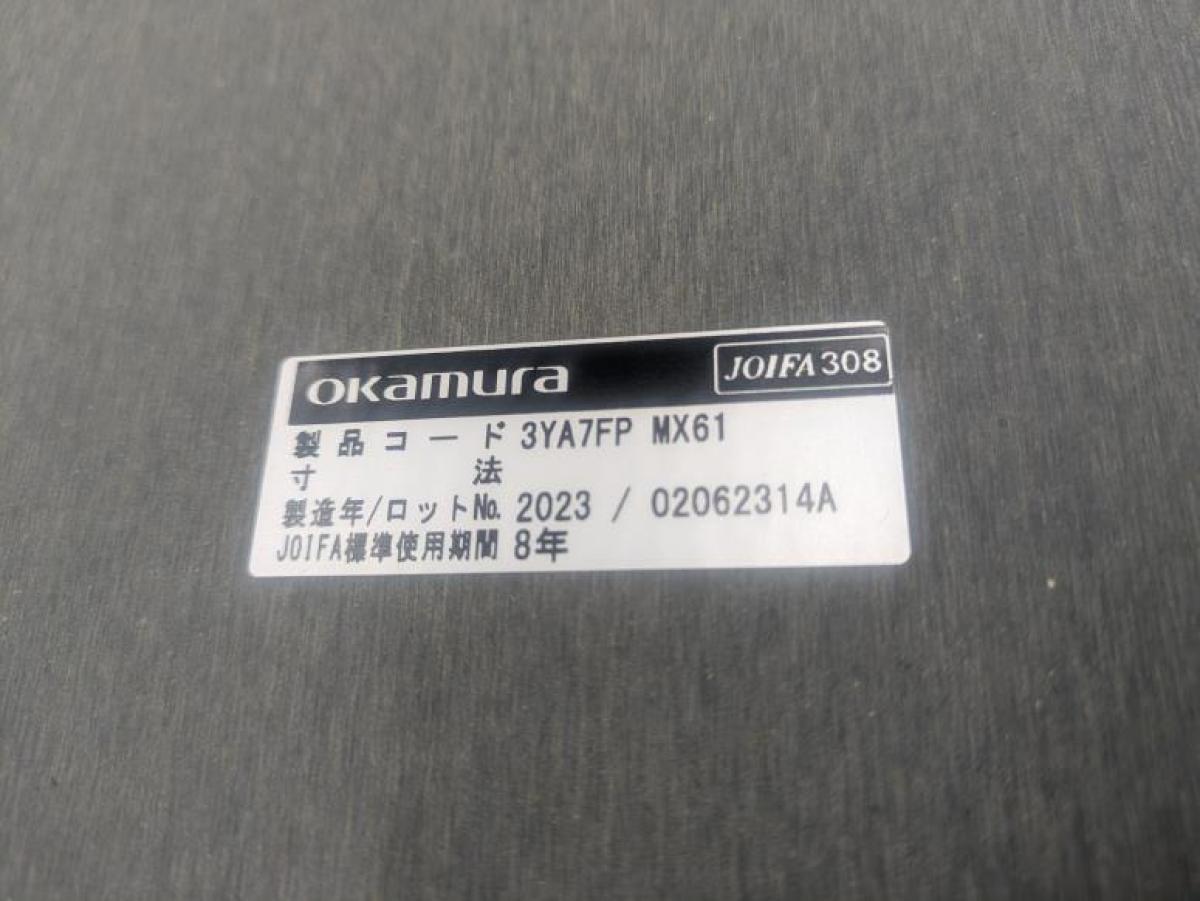 okamura JOIFA308
製品コード 3YA7FP MX61
寸法
製造年/ロットNo. 2023 / 02062314A
JOIFA標準使用期間 8年